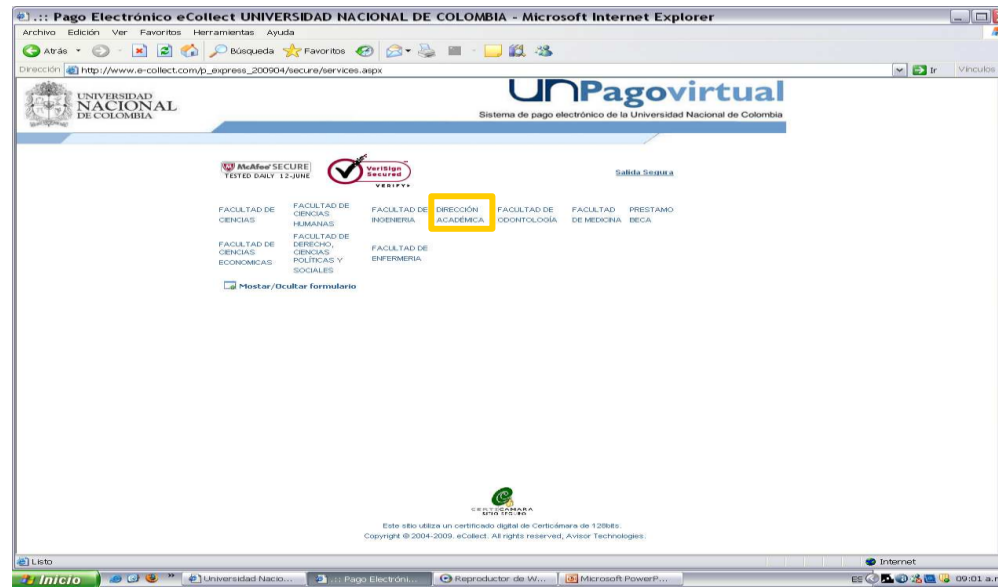 .:: Pago Electrónico eCollect UNIVERSIDAD NACIONAL DE COLOMBIA - Microsoft Internet Explorer
Archivo Edición Ver Favoritos Herramientas Ayuda
Atrás Búsqueda Favoritos
Dirección http://www.e-collect.com/p_express_200904/secure/services.aspx Ir Vínculos
UNIVERSIDAD
NACIONAL
DE COLOMBIA
UNPagovirtual
Sistema de pago electrónico de la Universidad Nacional de Colombia
McAfee SECURE
TESTED DAILY 12-JUNE
VeriSign
Secured
VERIFY
Salida Segura
FACULTAD DE
CIENCIAS
FACULTAD DE
CIENCIAS
HUMANAS
FACULTAD DE
INGENIERIA
DIRECCIÓN
ACADÉMICA
FACULTAD DE
ODONTOLOGÍA
FACULTAD
DE MEDICINA
PRESTAMO
BECA
FACULTAD DE
CIENCIAS
ECONOMICAS
FACULTAD DE
DERECHO,
CIENCIAS
POLÍTICAS Y
SOCIALES
FACULTAD DE
ENFERMERIA
Mostar/Ocultar formulario
CERTICÁMARA
SITIO SEGURO
Este sitio utiliza un certificado digital de Certicámara de 128bits.
Copyright © 2004-2009. eCollect. All rights reserved, Avisor Technologies.
Listo Internet
Inicio Universidad Nacio... .::: Pago Electróni... Reproductor de W... Microsoft PowerP... ES 09:01 a.m.